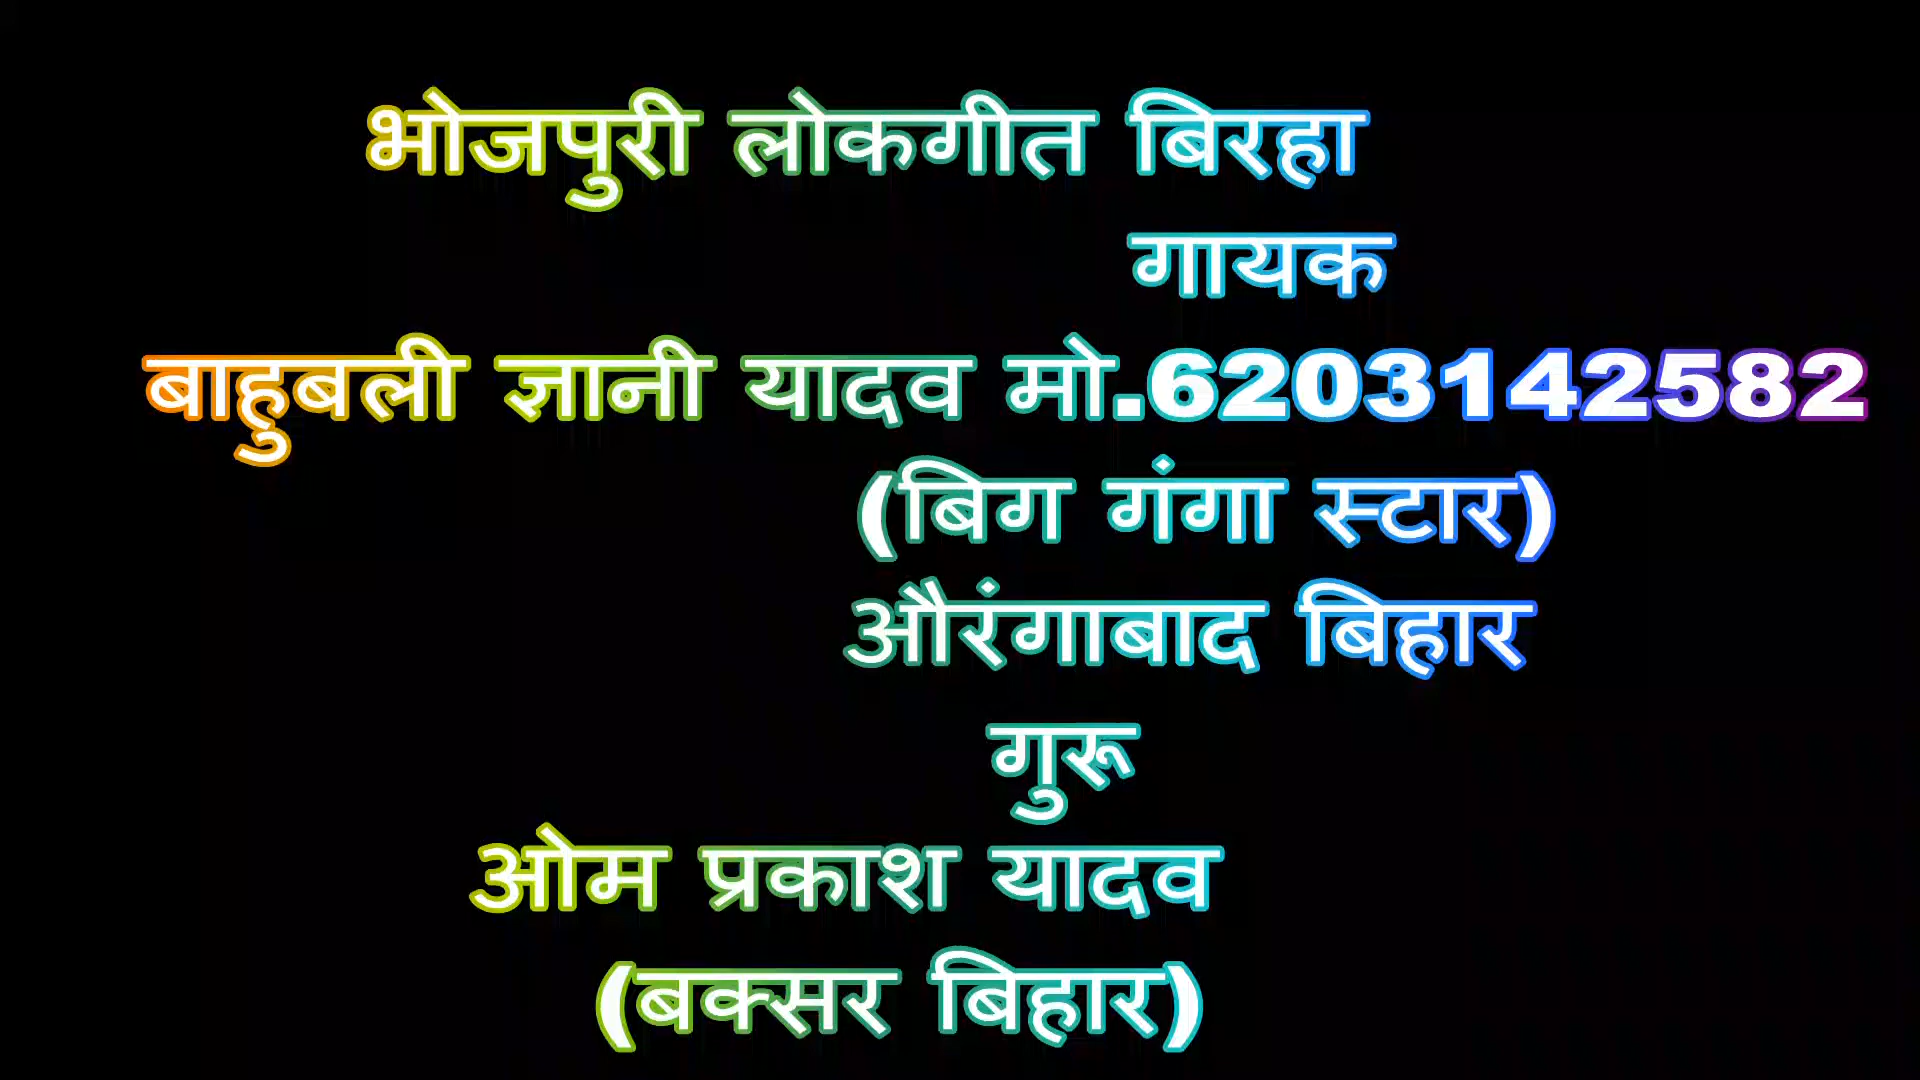 भोजपुरी लोकगीत बिरहा
गायक
बाहुबली ज्ञानी यादव मो.6203142582
(बिग गंगा स्टार)
औरंगाबाद बिहार
गुरू
ओम प्रकाश यादव
(बक्सर बिहार)